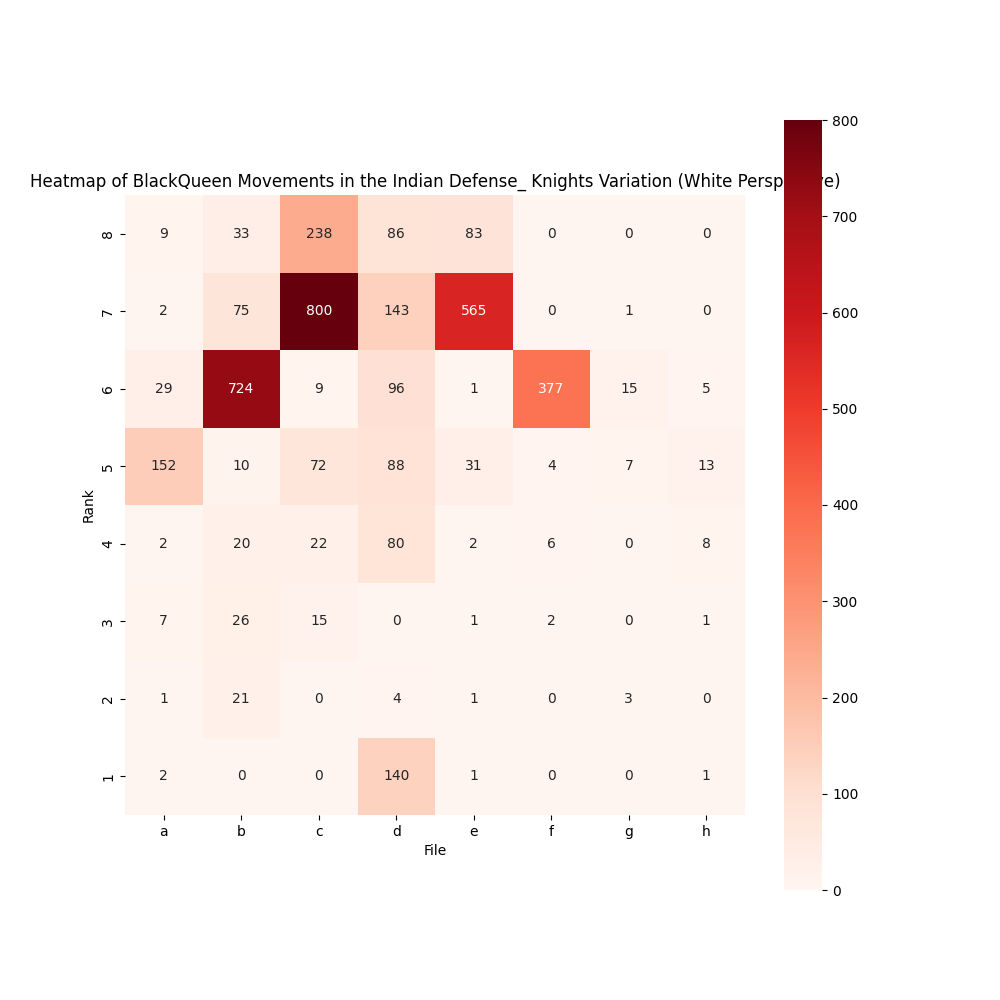 Heatmap of BlackQueen Movements in the Indian Defense_ Knights Variation (White Persp ve)
800
700
600
500
400
300
200
100
0
8 9 33 238 86 83 0 0 0
7 2 75 800 143 565 0 1 0
6 29 724 9 96 1 377 15 5
5 152 10 72 88 31 4 7 13
Rank
4 2 20 22 80 2 6 0 8
3 7 26 15 0 1 2 0 1
2 1 21 0 4 1 0 3 0
1 2 0 0 140 1 0 0 1
a b c d e f g h
File